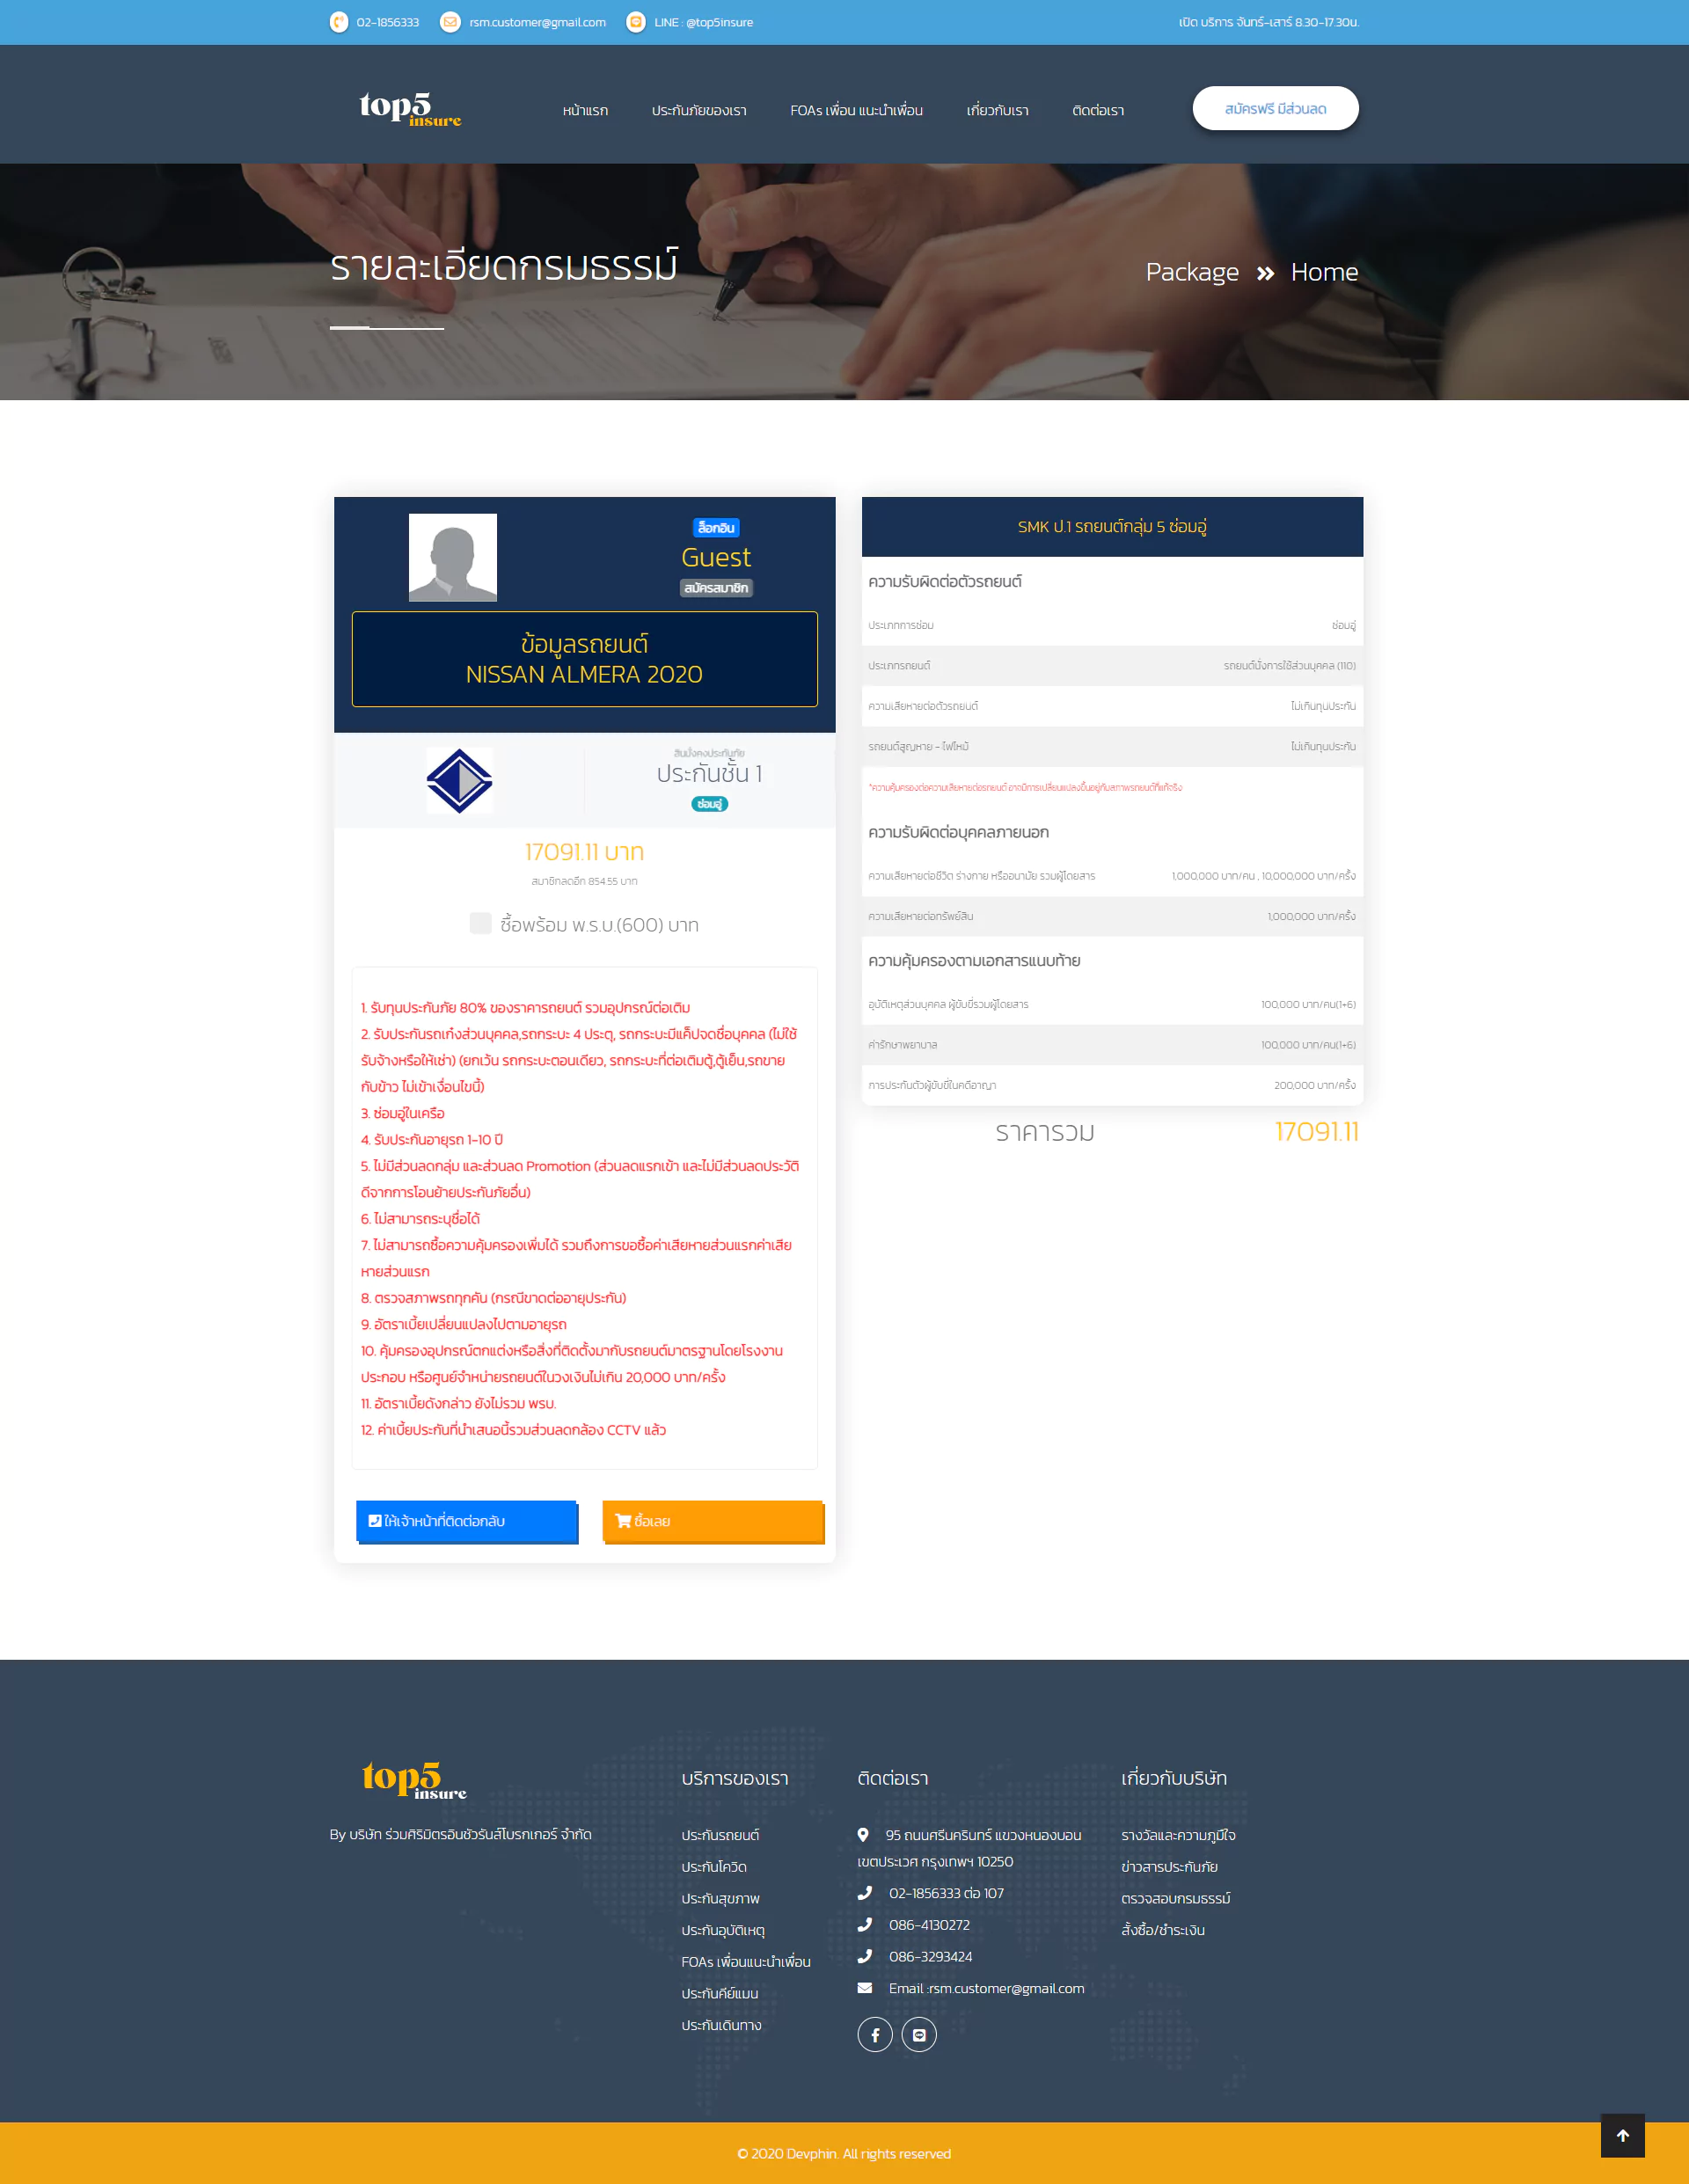 02-1856333 rsm.customer@gmail.com LINE : @top5insure เปิด บริการ จันทร์-เสาร์ 8.30-17.30น.
top5 insure
หน้าแรก ประกันภัยของเรา FOAs เพื่อน แนะนำเพื่อน เกี่ยวกับเรา ติดต่อเรา
สมัครฟรี มีส่วนลด
รายละเอียดกรมธรรม์
Package » Home
ล็อกอิน
Guest
สมัครสมาชิก
ข้อมูลรถยนต์
NISSAN ALMERA 2020
สินมั่งคงประกันภัย
ประกันชั้น 1
ซ่อมอู่
17091.11 บาท
สมาชิกลดอีก 854.55 บาท
ซื้อพร้อม พ.ร.บ.(600) บาท
1. รับทุนประกันภัย 80% ของราคารถยนต์ รวมอุปกรณ์ต่อเติม
2. รับประกันรถเก๋งส่วนบุคคล,รถกระบะ 4 ประตู, รถกระบะมีแค็ปจดชื่อบุคคล (ไม่ใช้
รับจ้างหรือให้เช่า) (ยกเว้น รถกระบะตอนเดียว, รถกระบะที่ต่อเติมตู้,ตู้เย็น,รถขาย
กับข้าว ไม่เข้าเงื่อนไขนี้)
3. ซ่อมอู่ในเครือ
4. รับประกันอายุรถ 1-10 ปี
5. ไม่มีส่วนลดกลุ่ม และส่วนลด Promotion (ส่วนลดแรกเข้า และไม่มีส่วนลดประวัติ
ดีจากการโอนย้ายประกันภัยอื่น)
6. ไม่สามารถระบุชื่อได้
7. ไม่สามารถซื้อความคุ้มครองเพิ่มได้ รวมถึงการขอซื้อค่าเสียหายส่วนแรกค่าเสีย
หายส่วนแรก
8. ตรวจสภาพรถทุกคัน (กรณีขาดต่ออายุประกัน)
9. อัตราเบี้ยเปลี่ยนแปลงไปตามอายุรถ
10. คุ้มครองอุปกรณ์ตกแต่งหรือสิ่งที่ติดตั้งมากับรถยนต์มาตรฐานโดยโรงงาน
ประกอบ หรือศูนย์จำหน่ายรถยนต์ในวงเงินไม่เกิน 20,000 บาท/ครั้ง
11. อัตราเบี้ยดังกล่าว ยังไม่รวม พรบ.
12. ค่าเบี้ยประกันที่นำเสนอนี้รวมส่วนลดกล้อง CCTV แล้ว
ให้เจ้าหน้าที่ติดต่อกลับ ซื้อเลย
SMK ป.1 รถยนต์กลุ่ม 5 ซ่อมอู่
ความรับผิดต่อตัวรถยนต์
ประเภทการซ่อม ซ่อมอู่
ประเภทรถยนต์ รถยนต์นั่งการใช้ส่วนบุคคล (110)
ความเสียหายต่อตัวรถยนต์ ไม่เกินทุนประกัน
รถยนต์สูญหาย - ไฟไหม้ ไม่เกินทุนประกัน
*ความคุ้มครองต่อความเสียหายต่อรถยนต์ อาจมีการเปลี่ยนแปลงขึ้นอยู่กับสภาพรถยนต์ที่แท้จริง
ความรับผิดต่อบุคคลภายนอก
ความเสียหายต่อชีวิต ร่างกาย หรืออนามัย รวมผู้โดยสาร 1,000,000 บาท/คน , 10,000,000 บาท/ครั้ง
ความเสียหายต่อทรัพย์สิน 1,000,000 บาท/ครั้ง
ความคุ้มครองตามเอกสารแนบท้าย
อุบัติเหตุส่วนบุคคล ผู้ขับขี่รวมผู้โดยสาร 100,000 บาท/คน(1+6)
ค่ารักษาพยาบาล 100,000 บาท/คน(1+6)
การประกันตัวผู้ขับขี่ในคดีอาญา 200,000 บาท/ครั้ง
ราคารวม 17091.11
top5 insure
By บริษัท ร่วมศิริมิตรอินชัวรันส์โบรกเกอร์ จำกัด
บริการของเรา
ประกันรถยนต์
ประกันโควิด
ประกันสุขภาพ
ประกันอุบัติเหตุ
FOAs เพื่อนแนะนำเพื่อน
ประกันคีย์แมน
ประกันเดินทาง
ติดต่อเรา
95 ถนนศรีนครินทร์ แขวงหนองบอน
เขตประเวศ กรุงเทพฯ 10250
02-1856333 ต่อ 107
086-4130272
086-3293424
Email :rsm.customer@gmail.com
เกี่ยวกับบริษัท
รางวัลและความภูมิใจ
ข่าวสารประกันภัย
ตรวจสอบกรมธรรม์
สั่งซื้อ/ชำระเงิน
© 2020 Devphin. All rights reserved